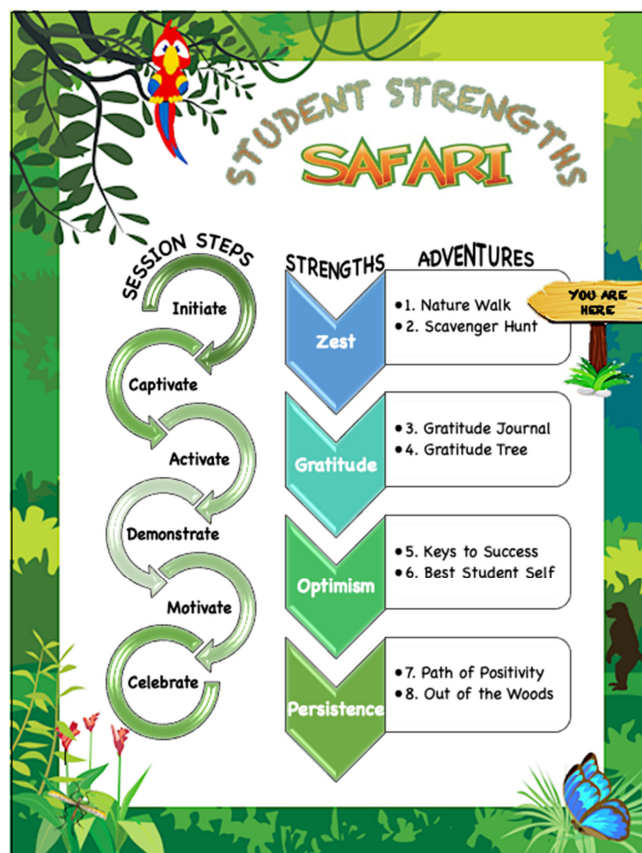 STUDENT STRENGTHS
SAFARI
SESSION STEPS
Initiate
Captivate
Activate
Demonstrate
Motivate
Celebrate
STRENGTHS
ADVENTURES
Zest
•1. Nature Walk
•2. Scavenger Hunt
YOU ARE
HERE
Gratitude
•3. Gratitude Journal
•4. Gratitude Tree
Optimism
•5. Keys to Success
•6. Best Student Self
Persistence
•7. Path of Positivity
•8. Out of the Woods